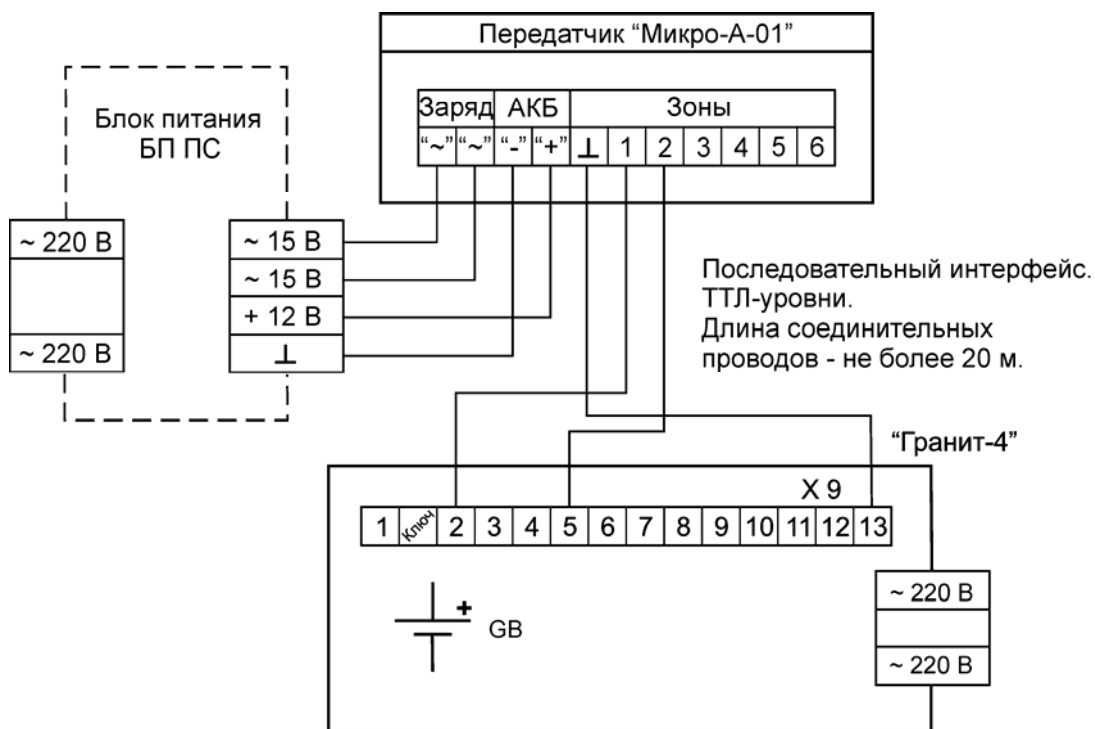 Передатчик “Микро-А-01”
Заряд АКБ Зоны
“~” “~” “-” “+” ⊥ 1 2 3 4 5 6
Блок питания
БП ПС
~ 220 В
~ 220 В
~ 15 В
~ 15 В
+ 12 В
⊥
Последовательный интерфейс.
ТТЛ-уровни.
Длина соединительных
проводов - не более 20 м.
“Гранит-4”
X 9
1 Ключ 2 3 4 5 6 7 8 9 10 11 12 13
+
GB
~ 220 В
~ 220 В